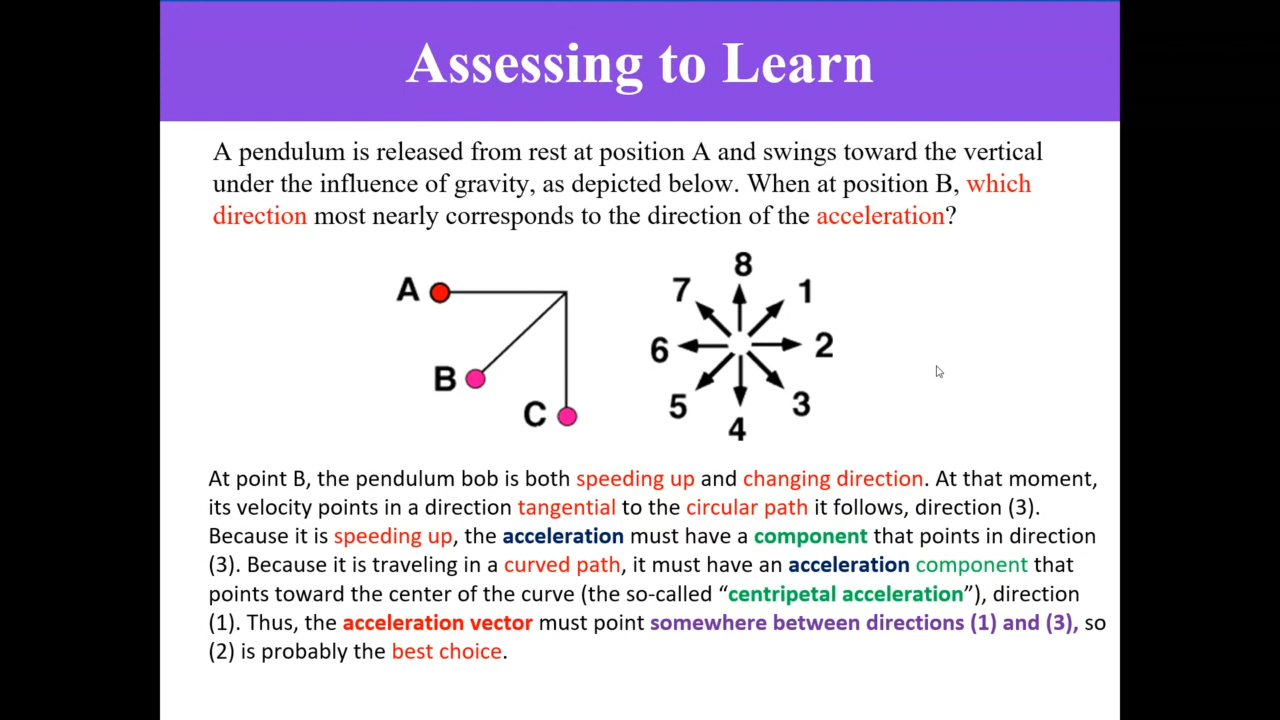 Assessing to Learn
A pendulum is released from rest at position A and swings toward the vertical
under the influence of gravity, as depicted below. When at position B, which
direction most nearly corresponds to the direction of the acceleration?
A
B
C
8
7
1
6
2
5
3
4
At point B, the pendulum bob is both speeding up and changing direction. At that moment,
its velocity points in a direction tangential to the circular path it follows, direction (3).
Because it is speeding up, the acceleration must have a component that points in direction
(3). Because it is traveling in a curved path, it must have an acceleration component that
points toward the center of the curve (the so-called “centripetal acceleration”), direction
(1). Thus, the acceleration vector must point somewhere between directions (1) and (3), so
(2) is probably the best choice.